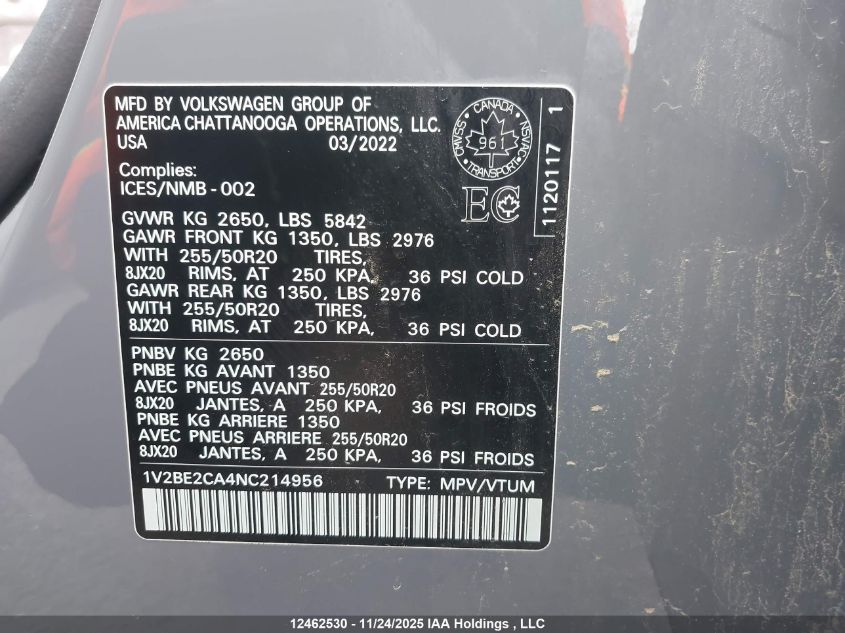 MFD BY VOLKSWAGEN GROUP OF
AMERICA CHATTANOOGA OPERATIONS, LLC.
USA 03/2022
CANADA
CMVSS NSVAC
961
TRANSPORT
Complies:
ICES/NMB - 002
EC
1120117 1
GVWR KG 2650, LBS 5842
GAWR FRONT KG 1350, LBS 2976
WITH 255/50R20 TIRES,
8JX20 RIMS, AT 250 KPA, 36 PSI COLD
GAWR REAR KG 1350, LBS 2976
WITH 255/50R20 TIRES,
8JX20 RIMS, AT 250 KPA, 36 PSI COLD
PNBV KG 2650
PNBE KG AVANT 1350
AVEC PNEUS AVANT 255/50R20
8JX20 JANTES, A 250 KPA, 36 PSI FROIDS
PNBE KG ARRIERE 1350
AVEC PNEUS ARRIERE 255/50R20
8JX20 JANTES, A 250 KPA, 36 PSI FROIDS
1V2BE2CA4NC214956 TYPE: MPV/VTUM
12462530 - 11/24/2025 IAA Holdings , LLC